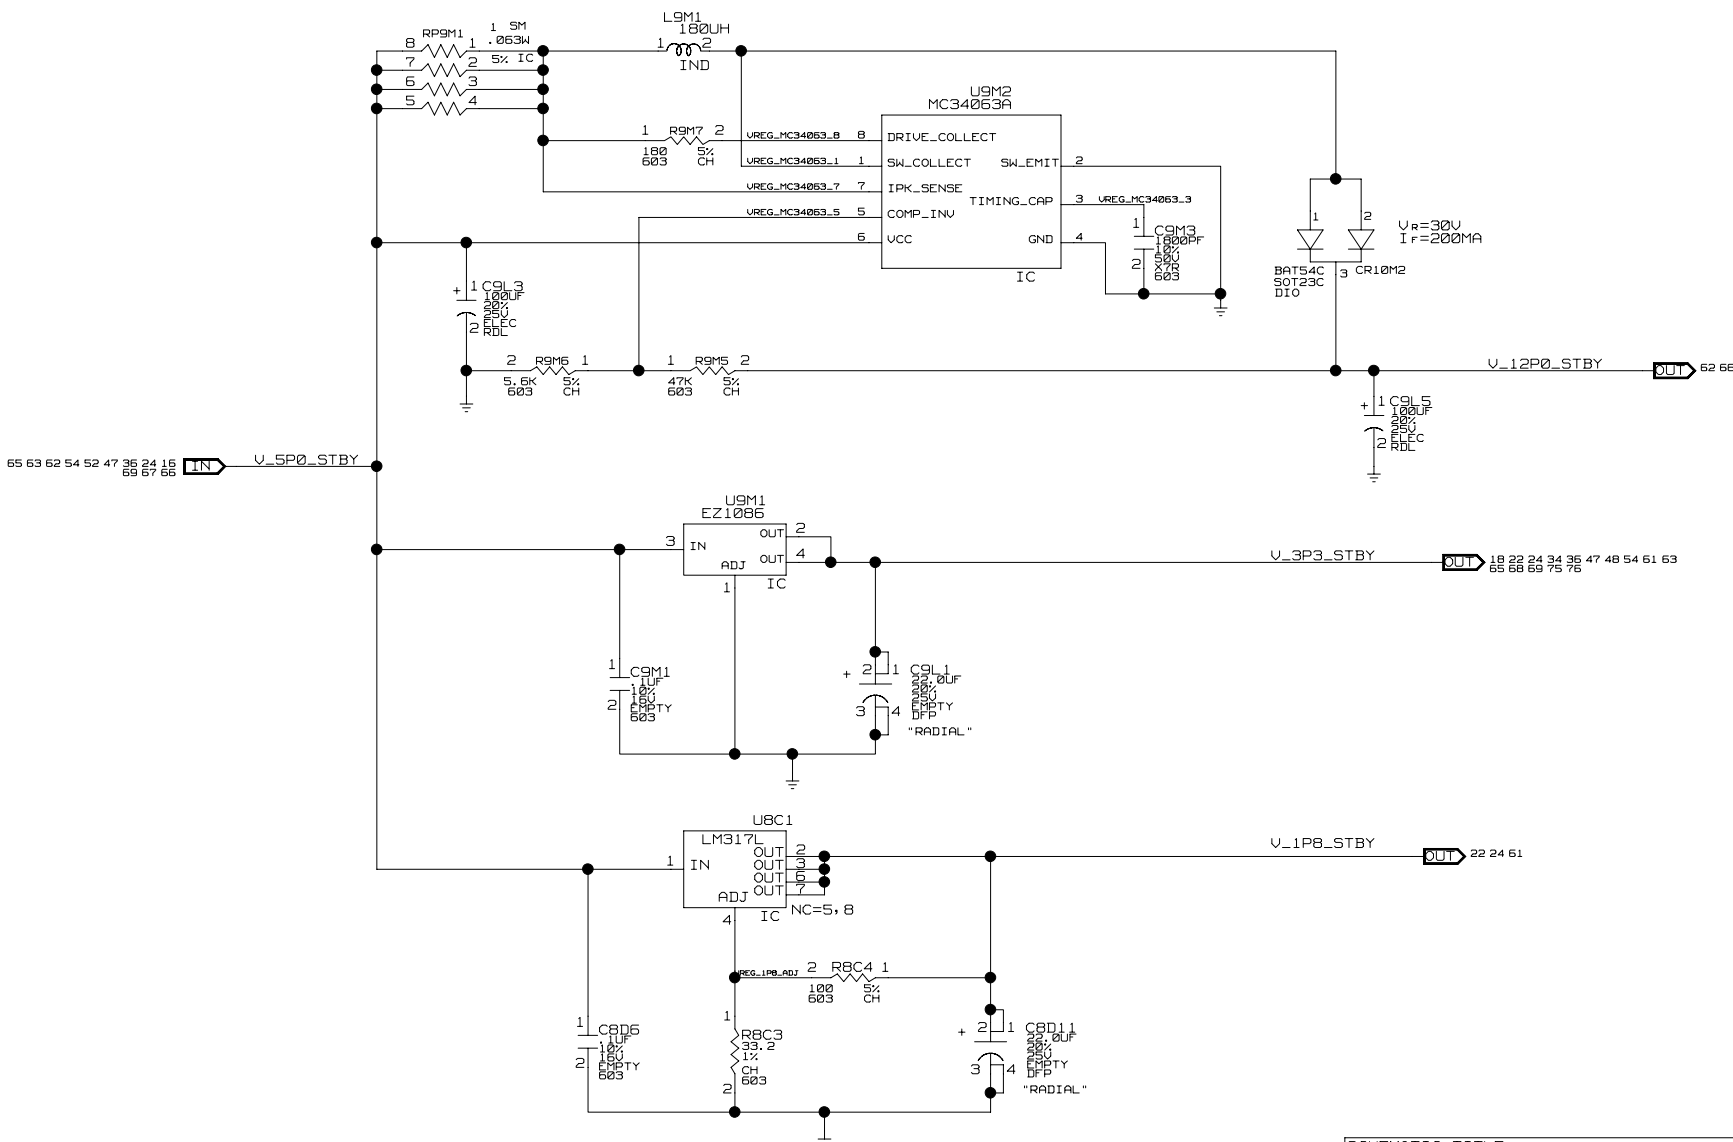 L9M1
180UH
1 2
IND
RP9M1
1 SM
.063W
5% IC
8 1
7 2
6 3
5 4
U9M2
MC34063A
1 R9M7 2
180 5%
603 CH
VREG_MC34063_8 8 DRIVE_COLLECT
VREG_MC34063_1 1 SW_COLLECT
SW_EMIT 2
VREG_MC34063_7 7 IPK_SENSE
TIMING_CAP 3 VREG_MC34063_3
VREG_MC34063_5 5 COMP_INV
6 VCC
GND 4
IC
1 C9M3
1800PF
10%
50V
X7R
2 603
1 2
VR=30V
IF=200MA
BAT54C
SOT23C
DIO
3 CR10M2
+ 1 C9L3
100UF
20%
25V
ELEC
2 RDL
2 R9M6 1
5.6K 5%
603 CH
1 R9M5 2
47K 5%
603 CH
V_12P0_STBY OUT 62 66
+ 1 C9L5
100UF
20%
25V
ELEC
2 RDL
65 63 62 54 52 47 36 24 16
69 67 66
IN V_5P0_STBY
U9M1
EZ1086
3 IN
OUT 2
OUT 4
ADJ
1
IC
V_3P3_STBY OUT 18 22 24 34 36 47 48 54 61 63
65 68 69 75 76
1 C9M1
.1UF
10%
16V
EMPTY
2 603
+ 2 1 C9L1
22.0UF
20%
25V
EMPTY
3 4 DFP
"RADIAL"
U8C1
LM317L
1 IN
OUT 2
OUT 3
OUT 6
OUT 7
ADJ
4
IC NC=5,8
V_1P8_STBY OUT 22 24 61
VREG_1P8_ADJ
2 R8C4 1
100 5%
603 CH
1 R8C3
33.2
1%
CH
603
2
1 C8D6
.1UF
10%
16V
EMPTY
2 603
+ 2 1 C8D11
22.0UF
20%
25V
EMPTY
3 4 DFP
"RADIAL"